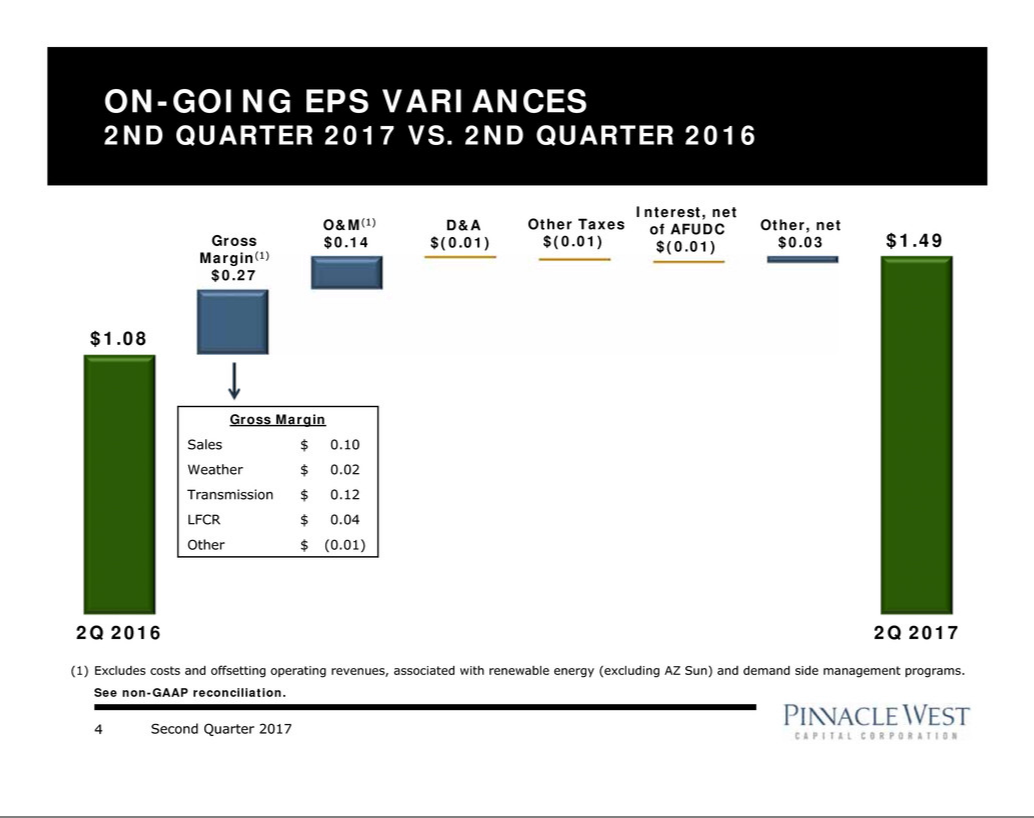 ON-GOING EPS VARIANCES
2ND QUARTER 2017 VS. 2ND QUARTER 2016
$1.08
Gross
Margin(1)
$0.27
O&M(1)
$0.14
D&A
$(0.01)
Other Taxes
$(0.01)
Interest, net
of AFUDC
$(0.01)
Other, net
$0.03
$1.49
Gross Margin
Sales $ 0.10
Weather $ 0.02
Transmission $ 0.12
LFCR $ 0.04
Other $ (0.01)
2Q 2016
2Q 2017
(1) Excludes costs and offsetting operating revenues, associated with renewable energy (excluding AZ Sun) and demand side management programs.
See non-GAAP reconciliation.
4 Second Quarter 2017
PINNACLE WEST
CAPITAL CORPORATION